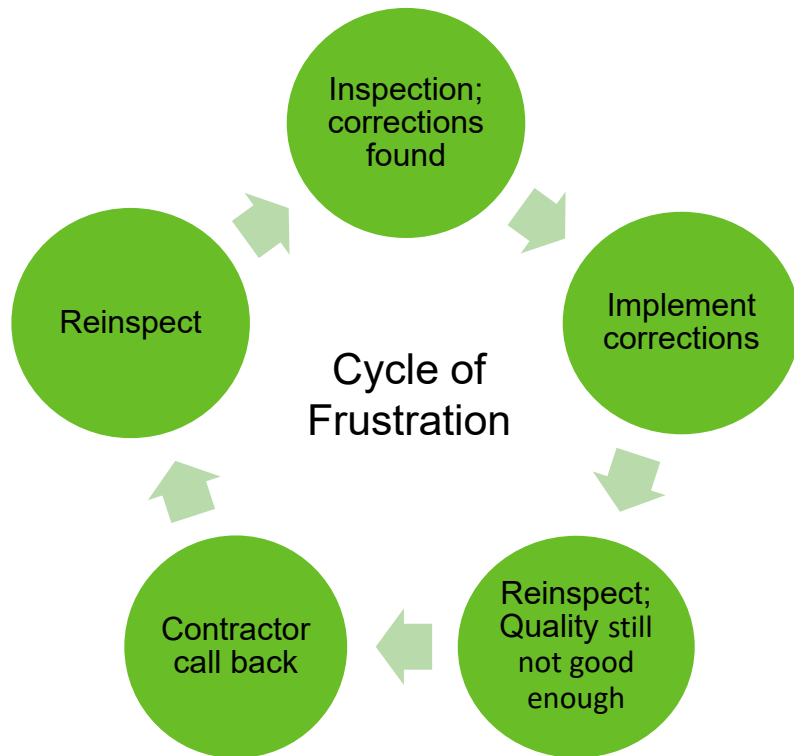 Inspection;
corrections
found
Implement
corrections
Reinspect;
Quality still
not good
enough
Contractor
call back
Reinspect
Cycle of
Frustration